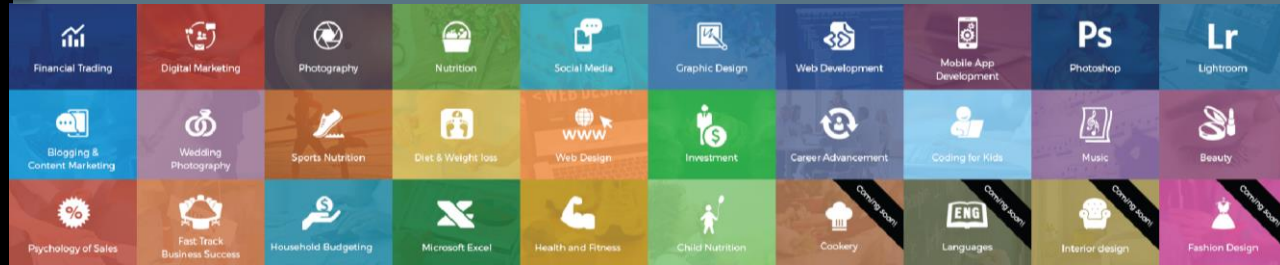 Financial Trading
Digital Marketing
Photography
Nutrition
Social Media
Graphic Design
Web Development
Mobile App
Development
Ps
Photoshop
Lr
Lightroom
Blogging &
Content Marketing
Wedding
Photography
Sports Nutrition
Diet & Weight loss
<WEB DESIGN
www
Web Design
Investment
Career Advancement
Coding for Kids
Music
Beauty
Psychology of Sales
Fast Track
Business Success
Household Budgeting
Microsoft Excel
Health and Fitness
Child Nutrition
Coming soon!
Cookery
Coming soon!
ENG
Languages
Coming soon!
Interior design
Coming soon!
Fashion Design